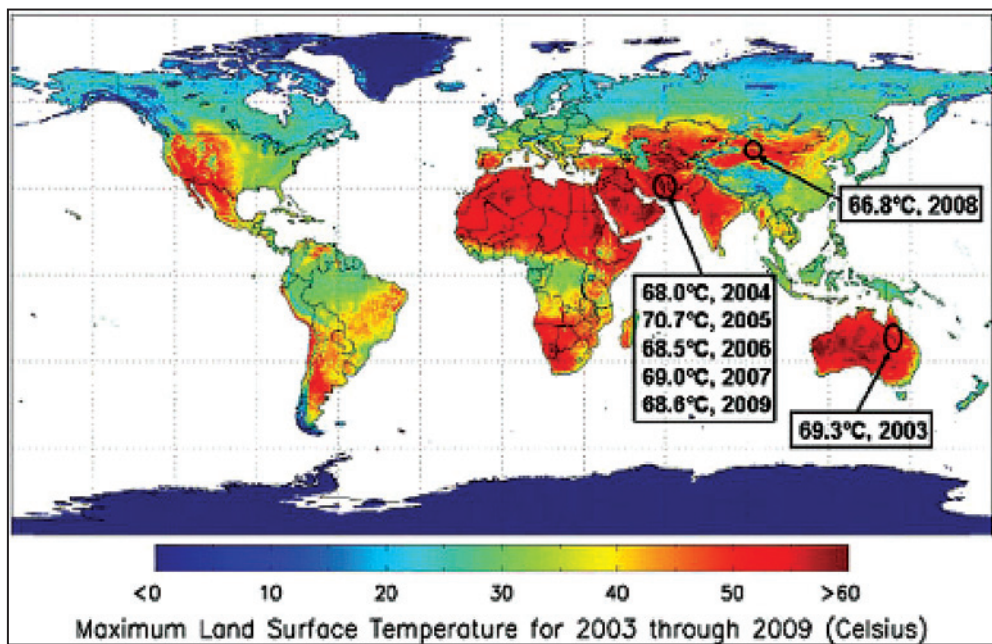 66.8°C, 2008
68.0°C, 2004
70.7°C, 2005
68.5°C, 2006
69.0°C, 2007
68.6°C, 2009
69.3°C, 2003
<0 10 20 30 40 50 >60
Maximum Land Surface Temperature for 2003 through 2009 (Celsius)